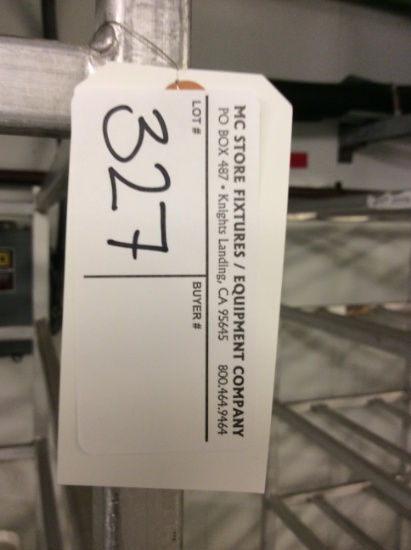 MC STORE FIXTURES / EQUIPMENT COMPANY
PO BOX 487 • Knights Landing, CA 95645 800.464.9464
LOT # BUYER #
327